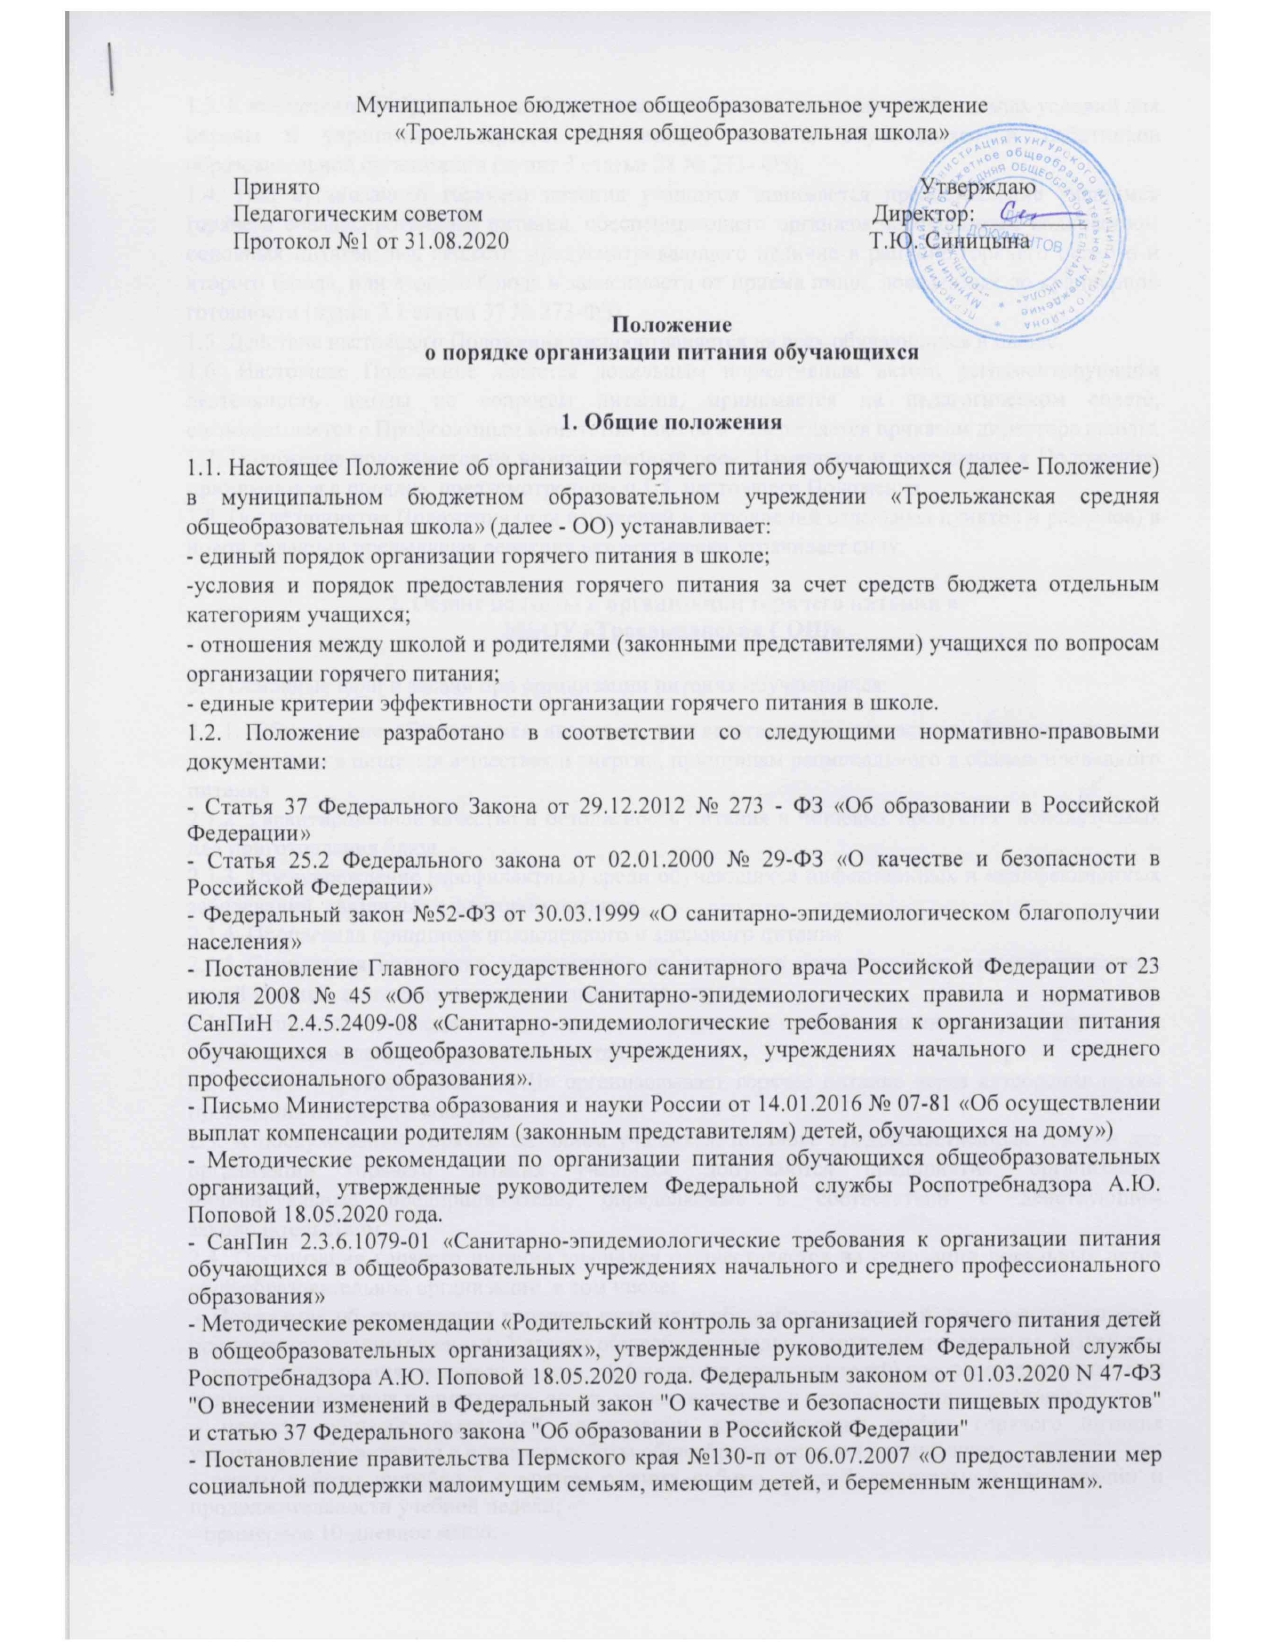 Муниципальное бюджетное общеобразовательное учреждение
«Троельжанская средняя общеобразовательная школа»
Принято
Педагогическим советом
Протокол №1 от 31.08.2020
Утверждаю
Директор:
Т.Ю. Синицына
ДЛЯ ДОКУМЕНТОВ
Положение
о порядке организации питания обучающихся
1. Общие положения
1.1. Настоящее Положение об организации горячего питания обучающихся (далее- Положение)
в муниципальном бюджетном образовательном учреждении «Троельжанская средняя
общеобразовательная школа» (далее - ОО) устанавливает:
- единый порядок организации горячего питания в школе;
-условия и порядок предоставления горячего питания за счет средств бюджета отдельным
категориям учащихся;
- отношения между школой и родителями (законными представителями) учащихся по вопросам
организации горячего питания;
- единые критерии эффективности организации горячего питания в школе.
1.2. Положение разработано в соответствии со следующими нормативно-правовыми
документами:
- Статья 37 Федерального Закона от 29.12.2012 № 273 - ФЗ «Об образовании в Российской
Федерации»
- Статья 25.2 Федерального закона от 02.01.2000 № 29-ФЗ «О качестве и безопасности в
Российской Федерации»
- Федеральный закон №52-ФЗ от 30.03.1999 «О санитарно-эпидемиологическом благополучии
населения»
- Постановление Главного государственного санитарного врача Российской Федерации от 23
июля 2008 № 45 «Об утверждении Санитарно-эпидемиологических правила и нормативов
СанПиН 2.4.5.2409-08 «Санитарно-эпидемиологические требования к организации питания
обучающихся в общеобразовательных учреждениях, учреждениях начального и среднего
профессионального образования».
- Письмо Министерства образования и науки России от 14.01.2016 № 07-81 «Об осуществлении
выплат компенсации родителям (законным представителям) детей, обучающихся на дому»)
- Методические рекомендации по организации питания обучающихся общеобразовательных
организаций, утвержденные руководителем Федеральной службы Роспотребнадзора А.Ю.
Поповой 18.05.2020 года.
- СанПин 2.3.6.1079-01 «Санитарно-эпидемиологические требования к организации питания
обучающихся в общеобразовательных учреждениях начального и среднего профессионального
образования»
- Методические рекомендации «Родительский контроль за организацией горячего питания детей
в общеобразовательных организациях», утвержденные руководителем Федеральной службы
Роспотребнадзора А.Ю. Поповой 18.05.2020 года. Федеральным законом от 01.03.2020 N 47-ФЗ
"О внесении изменений в Федеральный закон "О качестве и безопасности пищевых продуктов"
и статью 37 Федерального закона "Об образовании в Российской Федерации"
- Постановление правительства Пермского края №130-п от 06.07.2007 «О предоставлении мер
социальной поддержки малоимущим семьям, имеющим детей, и беременным женщинам».